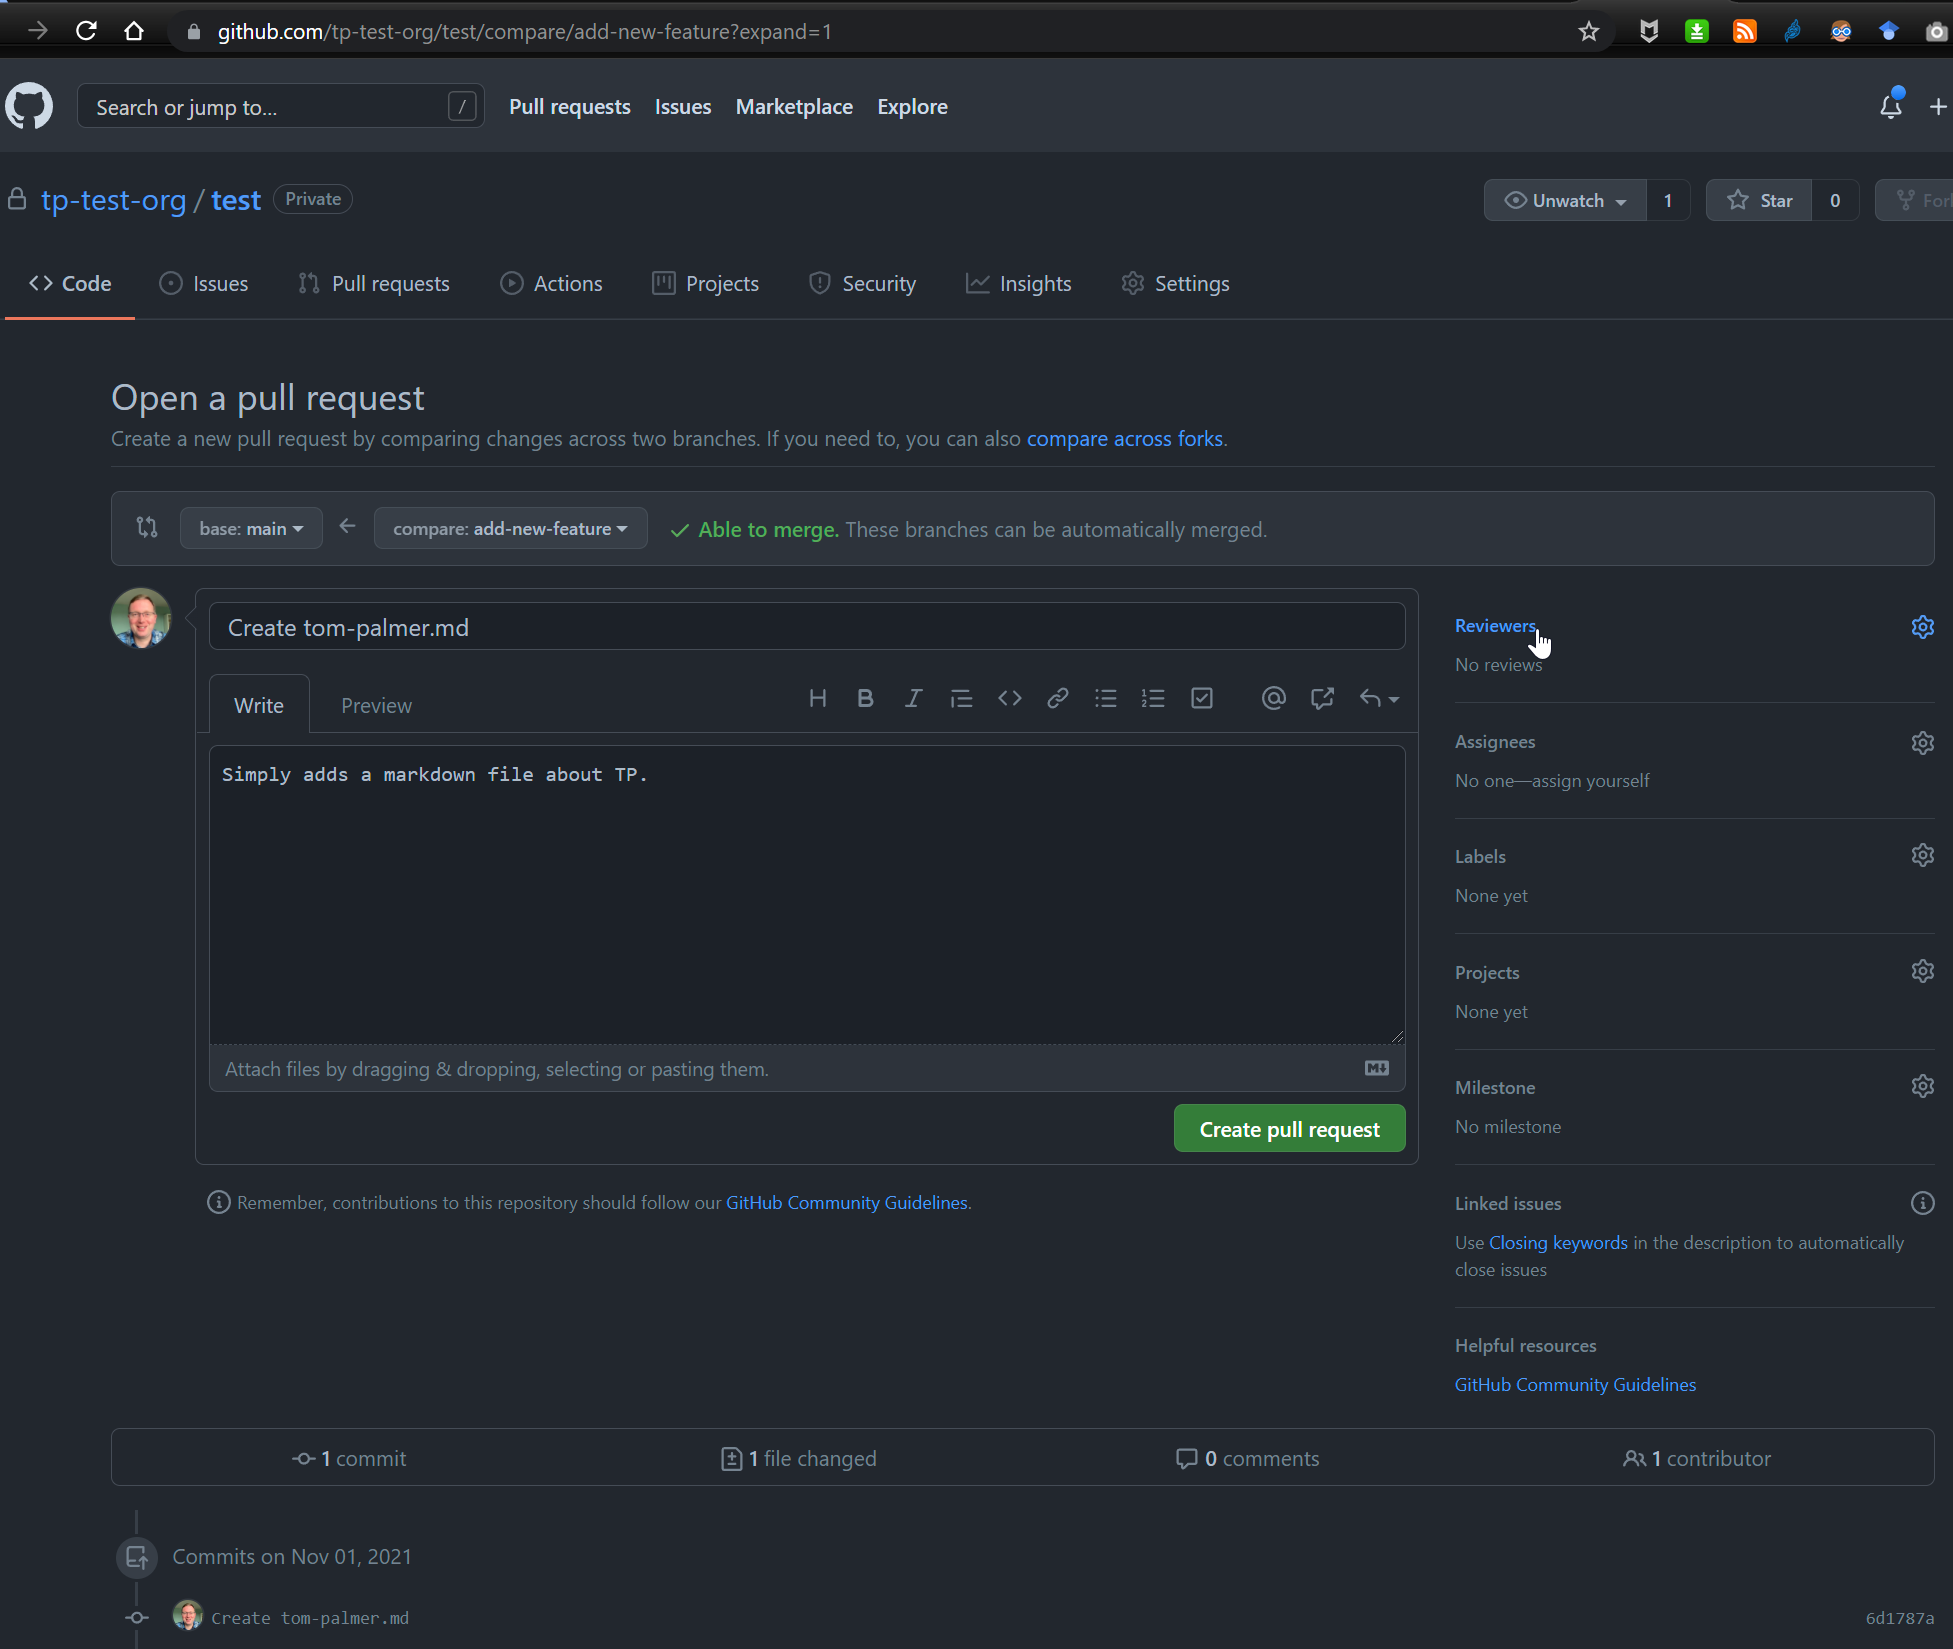 github.com/tp-test-org/test/compare/add-new-feature?expand=1
Search or jump to... /
Pull requests Issues Marketplace Explore
tp-test-org / test Private
Unwatch 1 Star 0
Code Issues Pull requests Actions Projects Security Insights Settings
Open a pull request
Create a new pull request by comparing changes across two branches. If you need to, you can also compare across forks.
base: main compare: add-new-feature Able to merge. These branches can be automatically merged.
Create tom-palmer.md
Write Preview
Simply adds a markdown file about TP.
Attach files by dragging & dropping, selecting or pasting them.
Create pull request
Remember, contributions to this repository should follow our GitHub Community Guidelines.
Reviewers
No reviews
Assignees
No one—assign yourself
Labels
None yet
Projects
None yet
Milestone
No milestone
Linked issues
Use Closing keywords in the description to automatically
close issues
Helpful resources
GitHub Community Guidelines
1 commit 1 file changed 0 comments 1 contributor
Commits on Nov 01, 2021
Create tom-palmer.md 6d1787a